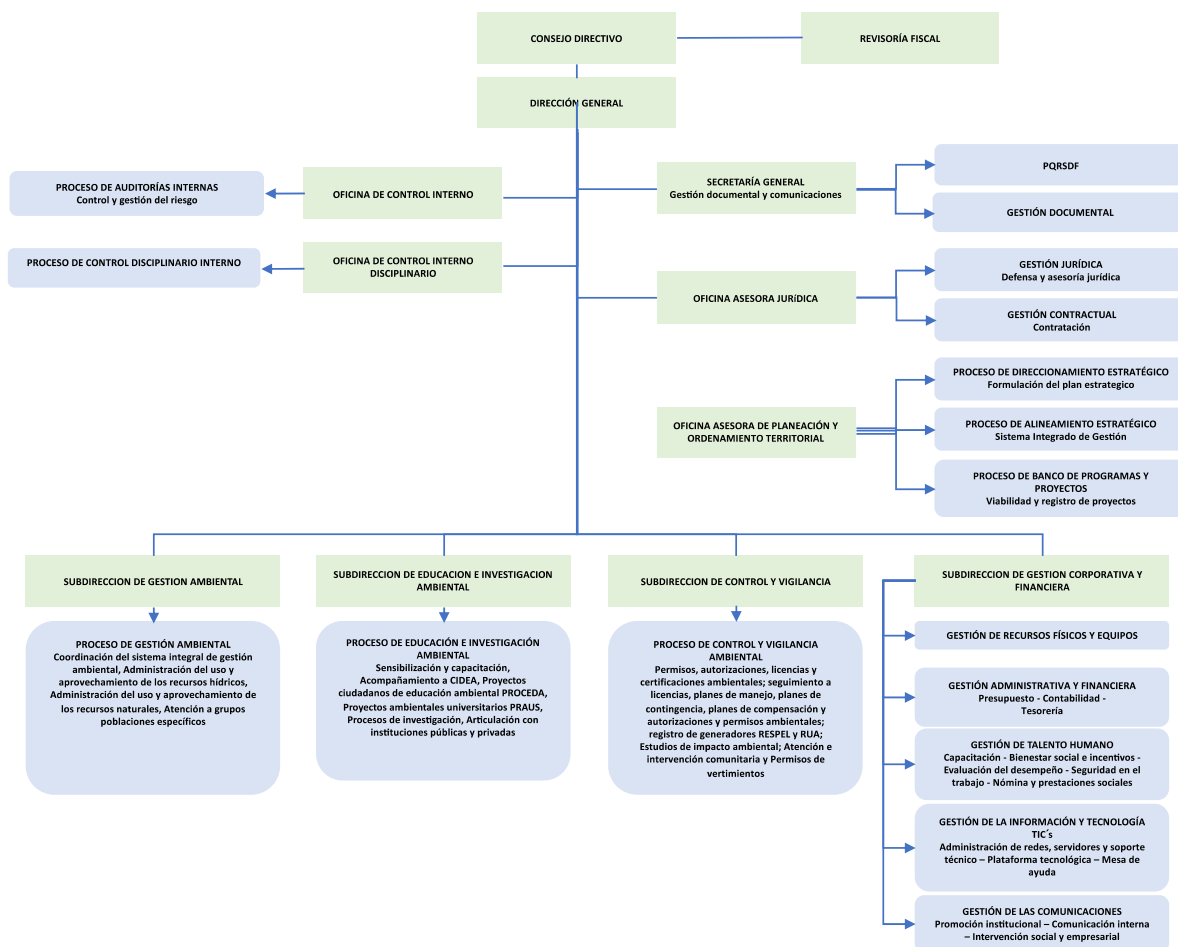 CONSEJO DIRECTIVO
REVISORÍA FISCAL
DIRECCIÓN GENERAL
PROCESO DE AUDITORÍAS INTERNAS
Control y gestión del riesgo
OFICINA DE CONTROL INTERNO
SECRETARÍA GENERAL
Gestión documental y comunicaciones
PQRSDF
GESTIÓN DOCUMENTAL
PROCESO DE CONTROL DISCIPLINARIO INTERNO
OFICINA DE CONTROL INTERNO
DISCIPLINARIO
OFICINA ASESORA JURíDICA
GESTIÓN JURÍDICA
Defensa y asesoría jurídica
GESTIÓN CONTRACTUAL
Contratación
OFICINA ASESORA DE PLANEACIÓN Y
ORDENAMIENTO TERRITORIAL
PROCESO DE DIRECCIONAMIENTO ESTRATÉGICO
Formulación del plan estrategico
PROCESO DE ALINEAMIENTO ESTRATÉGICO
Sistema Integrado de Gestión
PROCESO DE BANCO DE PROGRAMAS Y
PROYECTOS
Viabilidad y registro de proyectos
SUBDIRECCION DE GESTION AMBIENTAL
PROCESO DE GESTIÓN AMBIENTAL
Coordinación del sistema integral de gestión
ambiental, Administración del uso y
aprovechamiento de los recursos hídricos,
Administración del uso y aprovechamiento de
los recursos naturales, Atención a grupos
poblaciones específicos
SUBDIRECCION DE EDUCACION E INVESTIGACION
AMBIENTAL
PROCESO DE EDUCACIÓN E INVESTIGACIÓN
AMBIENTAL
Sensibilización y capacitación,
Acompañamiento a CIDEA, Proyectos
ciudadanos de educación ambiental PROCEDA,
Proyectos ambientales universitarios PRAUS,
Procesos de investigación, Articulación con
instituciones públicas y privadas
SUBDIRECCION DE CONTROL Y VIGILANCIA
PROCESO DE CONTROL Y VIGILANCIA
AMBIENTAL
Permisos, autorizaciones, licencias y
certificaciones ambientales; seguimiento a
licencias, planes de manejo, planes de
contingencia, planes de compensación y
autorizaciones y permisos ambientales;
registro de generadores RESPEL y RUA;
Estudios de impacto ambiental; Atención e
intervención comunitaria y Permisos de
vertimientos
SUBDIRECCION DE GESTION CORPORATIVA Y
FINANCIERA
GESTIÓN DE RECURSOS FÍSICOS Y EQUIPOS
GESTIÓN ADMINISTRATIVA Y FINANCIERA
Presupuesto - Contabilidad -
Tesorería
GESTIÓN DE TALENTO HUMANO
Capacitación - Bienestar social e incentivos -
Evaluación del desempeño - Seguridad en el
trabajo - Nómina y prestaciones sociales
GESTIÓN DE LA INFORMACIÓN Y TECNOLOGÍA
TIC´s
Administración de redes, servidores y soporte
técnico – Plataforma tecnológica – Mesa de
ayuda
GESTIÓN DE LAS COMUNICACIONES
Promoción institucional – Comunicación interna
– Intervención social y empresarial